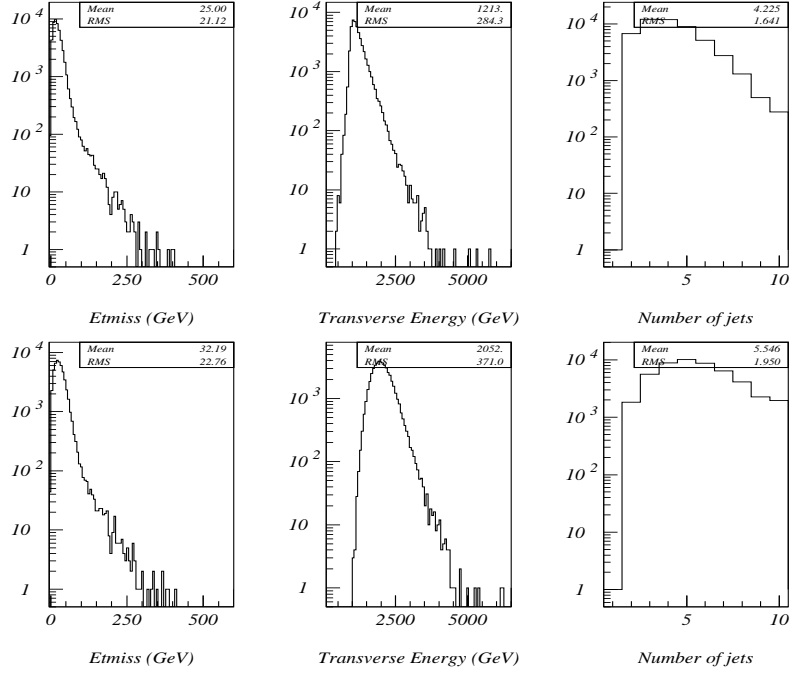 Mean 25.00
RMS 21.12
10 4
10 3
10 2
10
1
0 250 500
Etmiss (GeV)
Mean 1213.
RMS 284.3
10 4
10 3
10 2
10
1
2500 5000
Transverse Energy (GeV)
Mean 4.225
RMS 1.641
10 4
10 3
10 2
10
1
5 10
Number of jets
Mean 32.19
RMS 22.76
10 4
10 3
10 2
10
1
0 250 500
Etmiss (GeV)
Mean 2052.
RMS 371.0
10 3
10 2
10
1
2500 5000
Transverse Energy (GeV)
Mean 5.546
RMS 1.950
10 4
10 3
10 2
10
1
5 10
Number of jets